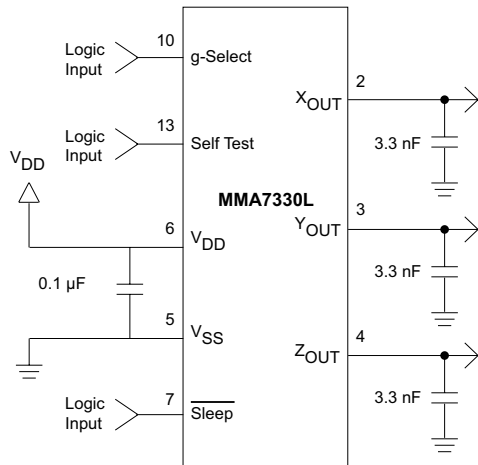 Logic
Input
10
g-Select
2
XOUT
3.3 nF
Logic
Input
13
Self Test
VDD
MMA7330L
6
VDD
3
YOUT
3.3 nF
0.1 µF
5
VSS
4
ZOUT
3.3 nF
Logic
Input
7
Sleep